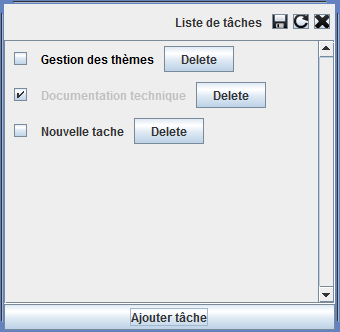 Liste de tâches
Gestion des thèmes Delete
Documentation technique Delete
Nouvelle tache Delete
Ajouter tâche